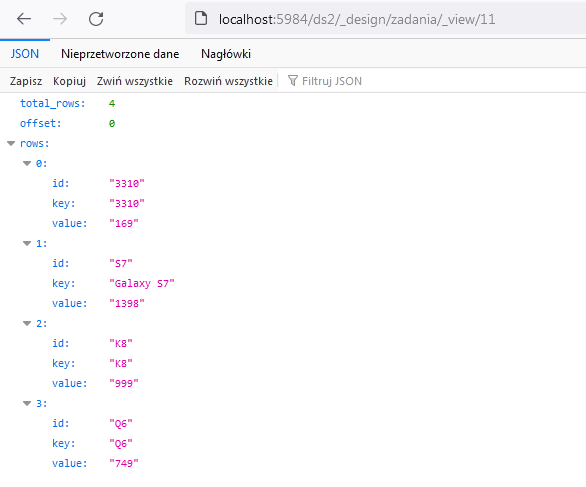 localhost:5984/ds2/_design/zadania/_view/11
JSON Nieprzetworzone dane Nagłówki
Zapisz Kopiuj Zwiń wszystkie Rozwiń wszystkie Filtruj JSON
total_rows: 4
offset: 0
rows:
0:
id: "3310"
key: "3310"
value: "169"
1:
id: "S7"
key: "Galaxy S7"
value: "1398"
2:
id: "K8"
key: "K8"
value: "999"
3:
id: "Q6"
key: "Q6"
value: "749"